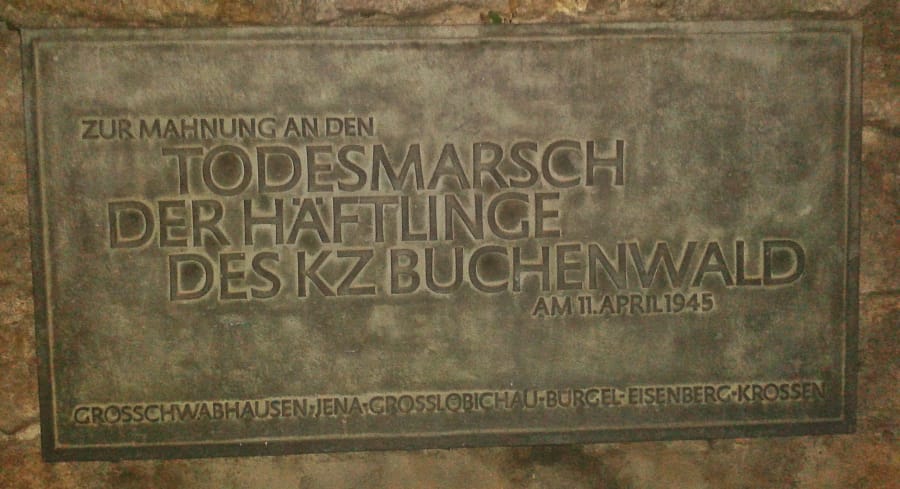 ZUR MAHNUNG AN DEN
TODESMARSCH
DER HÄFTLINGE
DES KZ BUCHENWALD
AM 11. APRIL 1945
GROSSCHWABHAUSEN·JENA·GROSSLÖBICHAU·BÜRGEL·EISENBERG·KROSSEN